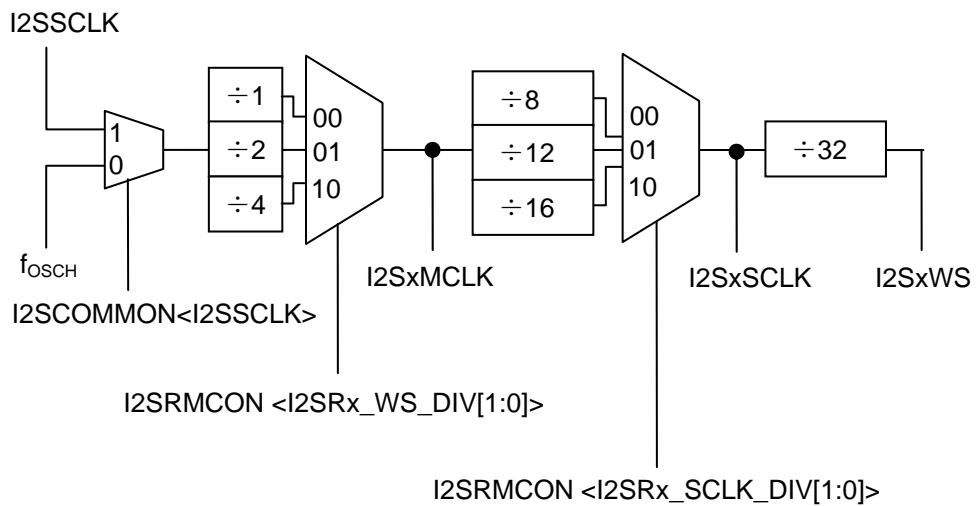 I2SSCLK
1
0
÷1
÷2
÷4
00
01
10
÷8
÷12
÷16
00
01
10
÷32
fOSCH
I2SxMCLK
I2SxSCLK
I2SxWS
I2SCOMMON<I2SSCLK>
I2SRMCON <I2SRx_WS_DIV[1:0]>
I2SRMCON <I2SRx_SCLK_DIV[1:0]>